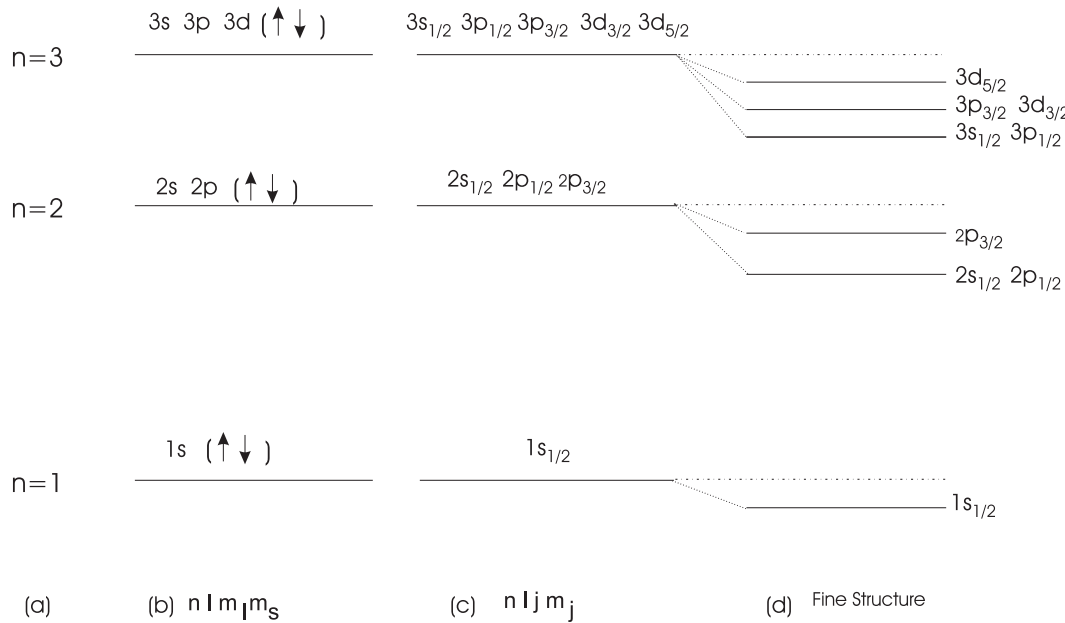 3s 3p 3d (↑↓) 3s1/2 3p1/2 3p3/2 3d3/2 3d5/2
n=3
3d5/2
3p3/2 3d3/2
3s1/2 3p1/2
2s 2p (↑↓) 2s1/2 2p1/2 2p3/2
n=2
2p3/2
2s1/2 2p1/2
1s (↑↓) 1s1/2
n=1
1s1/2
(a) (b) n l ml ms (c) n l j mj (d) Fine Structure